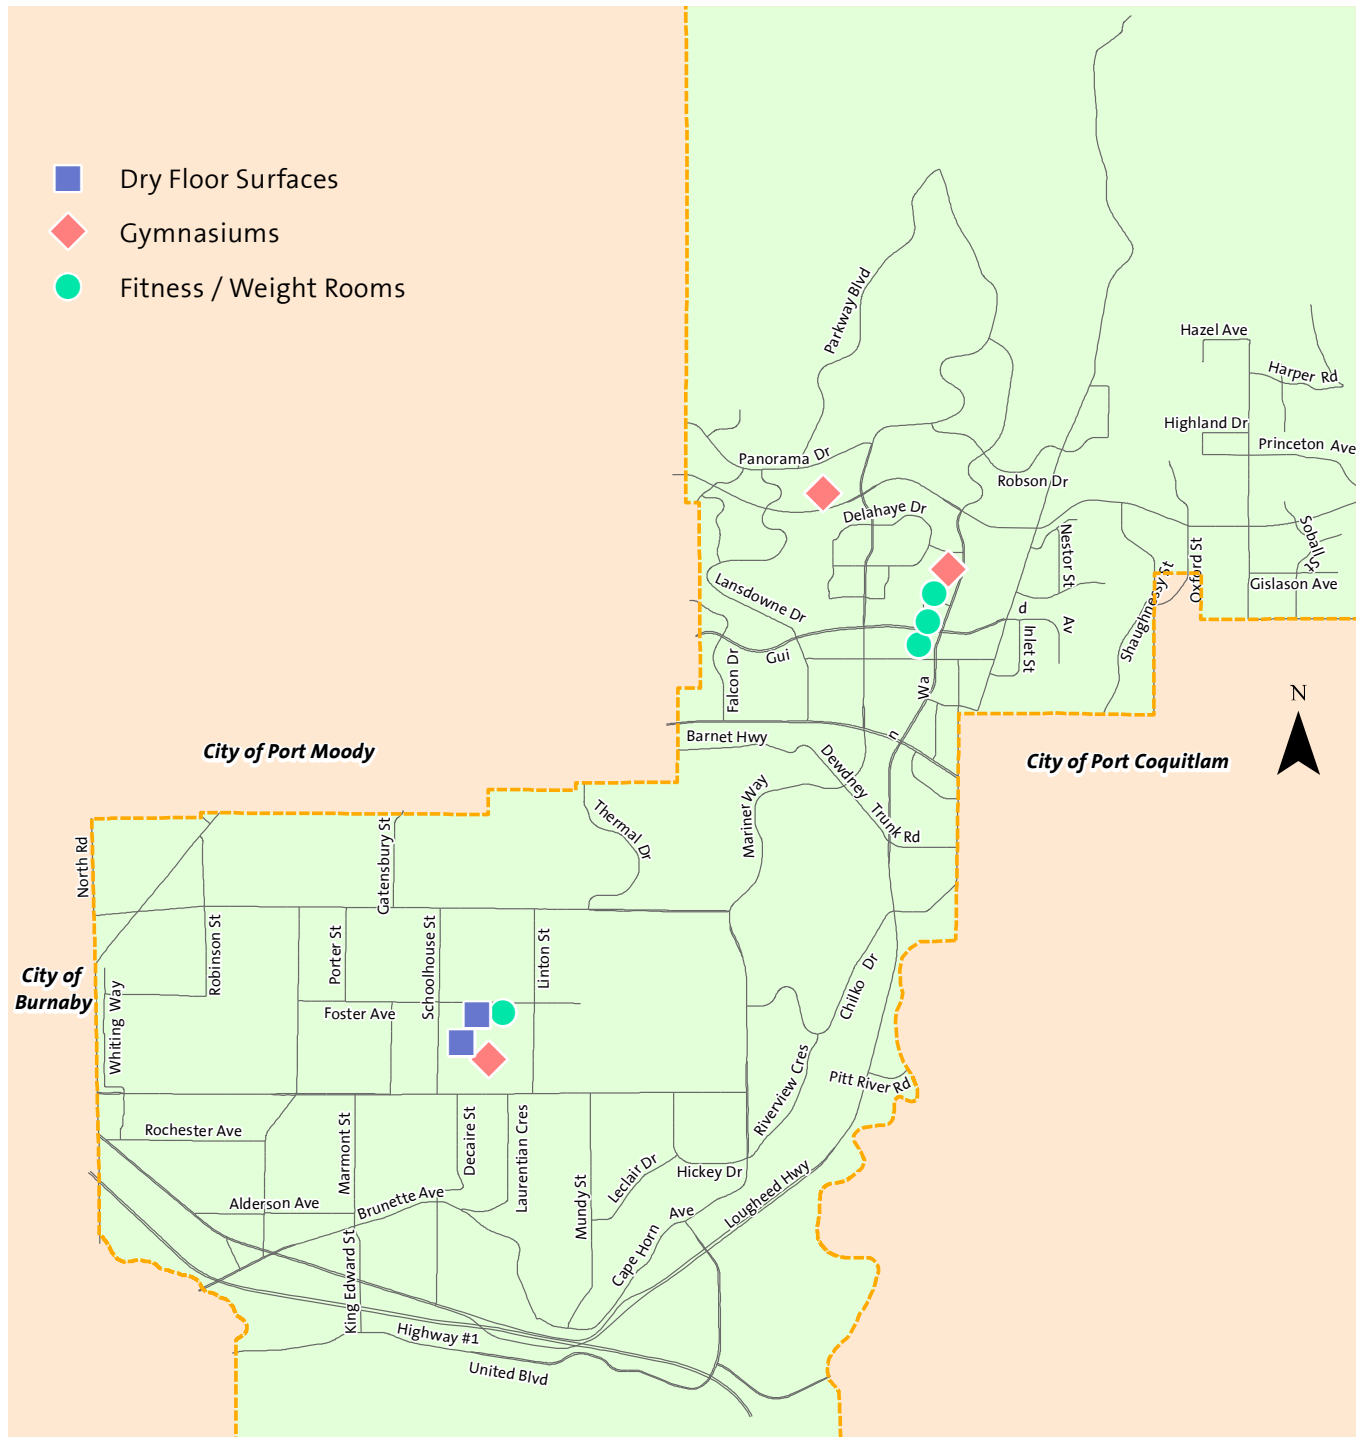 Dry Floor Surfaces
Gymnasiums
Fitness / Weight Rooms
Parkway Blvd
Hazel Ave
Harper Rd
Highland Dr
Princeton Ave
Panorama Dr
Robson Dr
Delahaye Dr
Nestor St
Soball St
Oxford St
Shaughnessy St
Gislason Ave
Lansdowne Dr
d
Av
Inlet St
Gui
Falcon Dr
Wa
n
N
Barnet Hwy
City of Port Moody
City of Port Coquitlam
Dewdney Trunk Rd
Mariner Way
Thermal Dr
Gatensbury St
North Rd
Robinson St
Porter St
Schoolhouse St
Linton St
City of
Burnaby
Whiting Way
Foster Ave
Chilko Dr
Riverview Cres
Pitt River Rd
Rochester Ave
Marmont St
Decaire St
Laurentian Cres
Mundy St
Leclair Dr
Hickey Dr
Alderson Ave
Brunette Ave
Cape Horn Ave
Lougheed Hwy
King Edward St
Highway #1
United Blvd